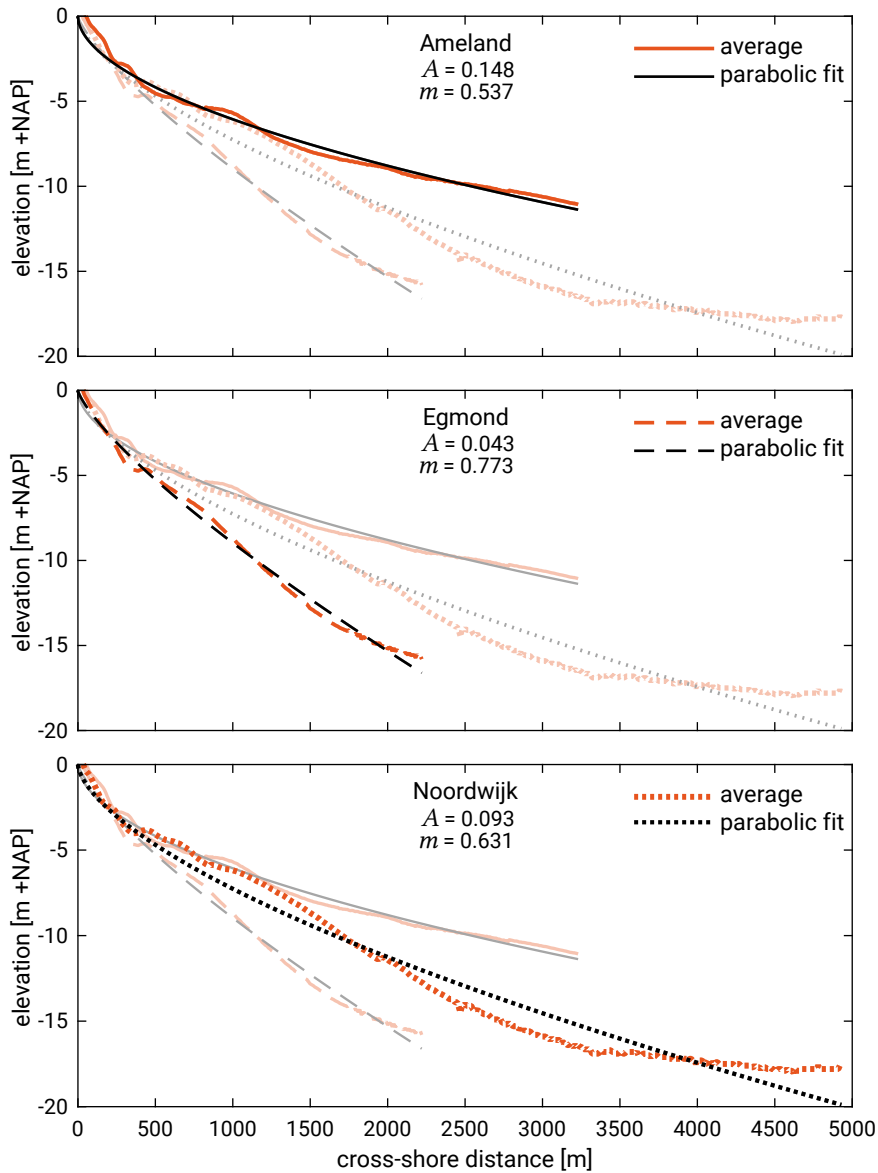 0
-5
-10
-15
-20
elevation [m +NAP]
Ameland
A = 0.148
m = 0.537
average
parabolic fit
0
-5
-10
-15
-20
elevation [m +NAP]
Egmond
A = 0.043
m = 0.773
average
parabolic fit
0
-5
-10
-15
-20
elevation [m +NAP]
Noordwijk
A = 0.093
m = 0.631
average
parabolic fit
0 500 1000 1500 2000 2500 3000 3500 4000 4500 5000
cross-shore distance [m]